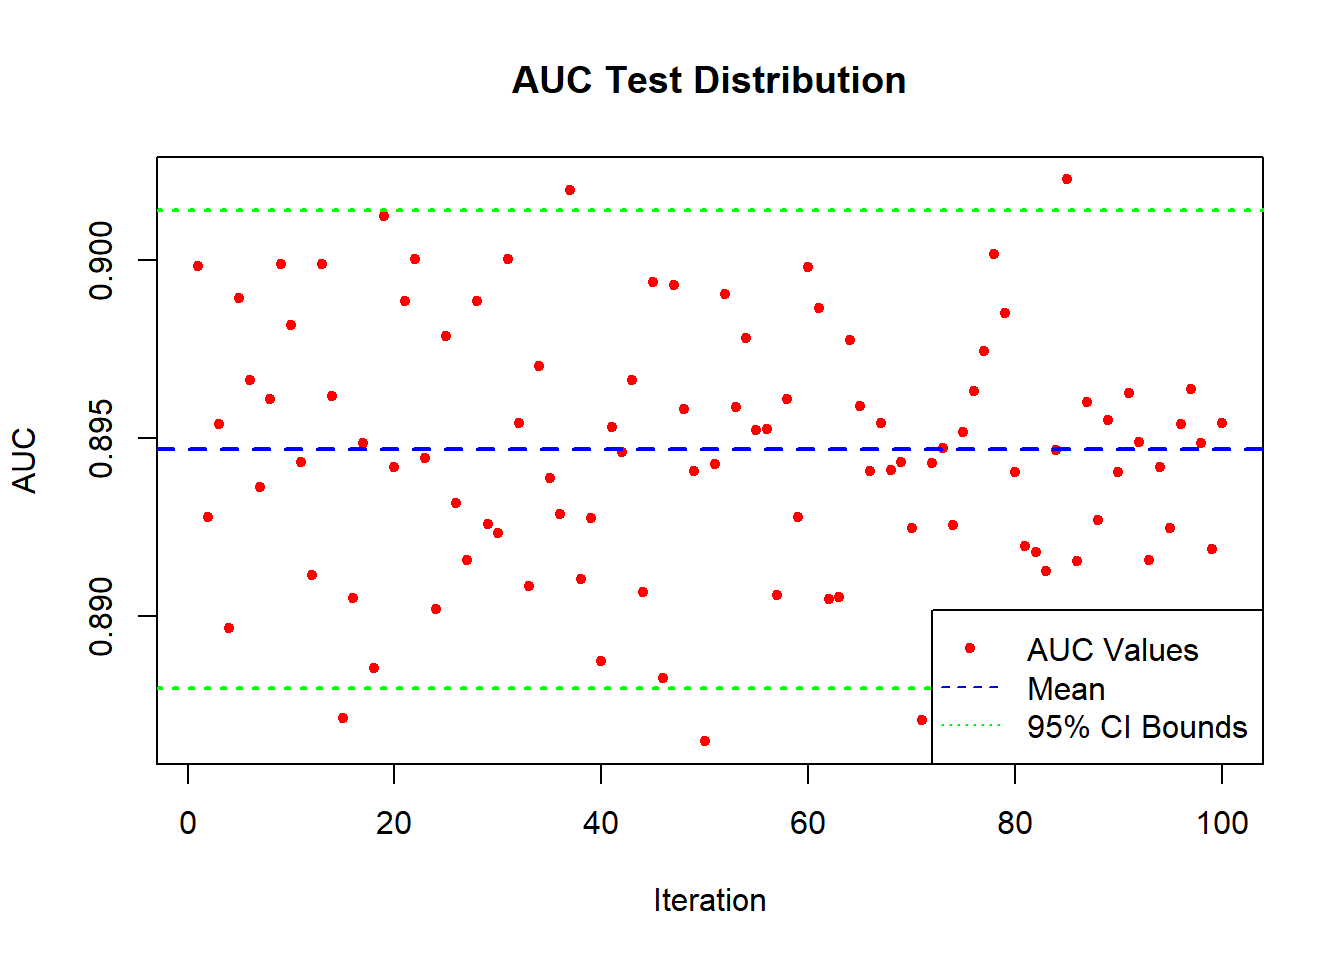 AUC Test Distribution
AUC
0.900
0.895
0.890
AUC Values
Mean
95% CI Bounds
0 20 40 60 80 100
Iteration